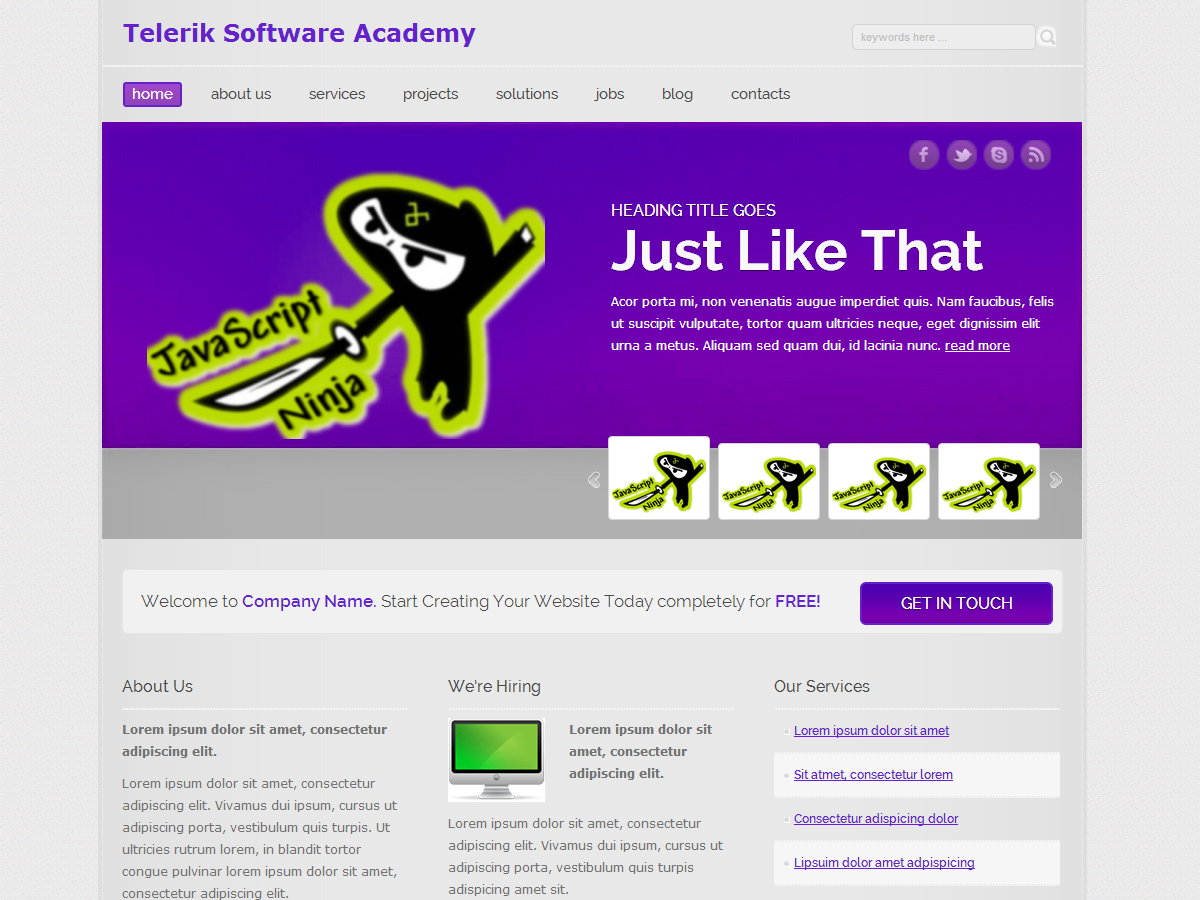 Telerik Software Academy
keywords here ...
home about us services projects solutions jobs blog contacts
HEADING TITLE GOES
Just Like That
Acor porta mi, non venenatis augue imperdiet quis. Nam faucibus, felis
ut suscipit vulputate, tortor quam ultricies neque, eget dignissim elit
urna a metus. Aliquam sed quam dui, id lacinia nunc. read more
JavaScript
Ninja
JavaScript
Ninja
JavaScript
Ninja
JavaScript
Ninja
JavaScript
Ninja
Welcome to Company Name. Start Creating Your Website Today completely for FREE!
GET IN TOUCH
About Us
Lorem ipsum dolor sit amet, consectetur
adipiscing elit.
Lorem ipsum dolor sit amet, consectetur
adipiscing elit. Vivamus dui ipsum, cursus ut
adipiscing porta, vestibulum quis turpis. Ut
ultricies rutrum lorem, in blandit tortor
congue pulvinar lorem ipsum dolor sit amet,
consectetur adipiscing elit.
We're Hiring
Lorem ipsum dolor sit
amet, consectetur
adipiscing elit.
Lorem ipsum dolor sit amet, consectetur
adipiscing elit. Vivamus dui ipsum, cursus ut
adipiscing porta, vestibulum quis turpis
adipiscing amet sit.
Our Services
Lorem ipsum dolor sit amet
Sit atmet, consectetur lorem
Consectetur adispicing dolor
Lipsuim dolor amet adpispicing